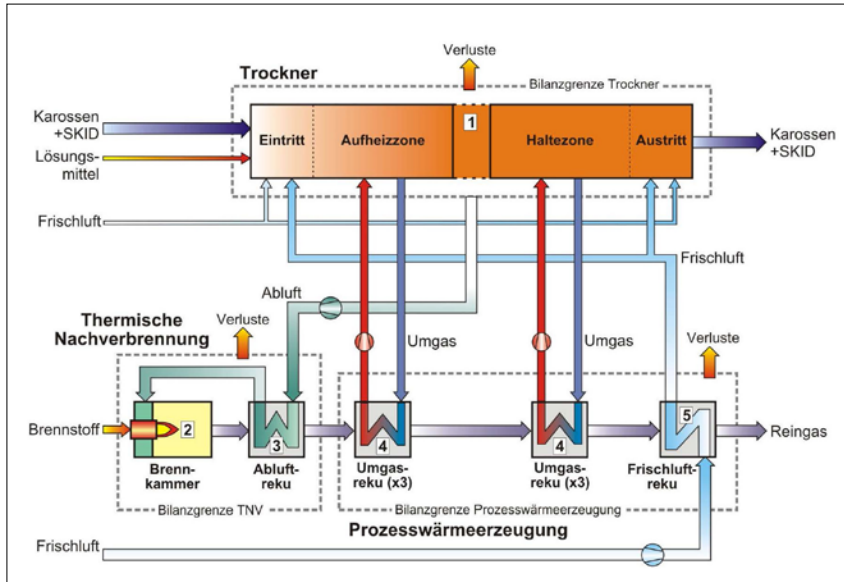 Verluste
Trockner
Bilanzgrenze Trockner
Karossen
+SKID
Lösungs-
mittel
Eintritt
Aufheizzone
1
Haltezone
Austritt
Karossen
+SKID
Frischluft
Frischluft
Abluft
Thermische
Nachverbrennung
Verluste
Umgas
Umgas
Verluste
Brennstoff
2
3
4
4
5
Reingas
Brenn-
kammer
Abluft-
reku
Umgas-
reku (x3)
Umgas-
reku (x3)
Frischluft-
reku
Bilanzgrenze TNV
Bilanzgrenze Prozesswärmeerzeugung
Prozesswärmeerzeugung
Frischluft